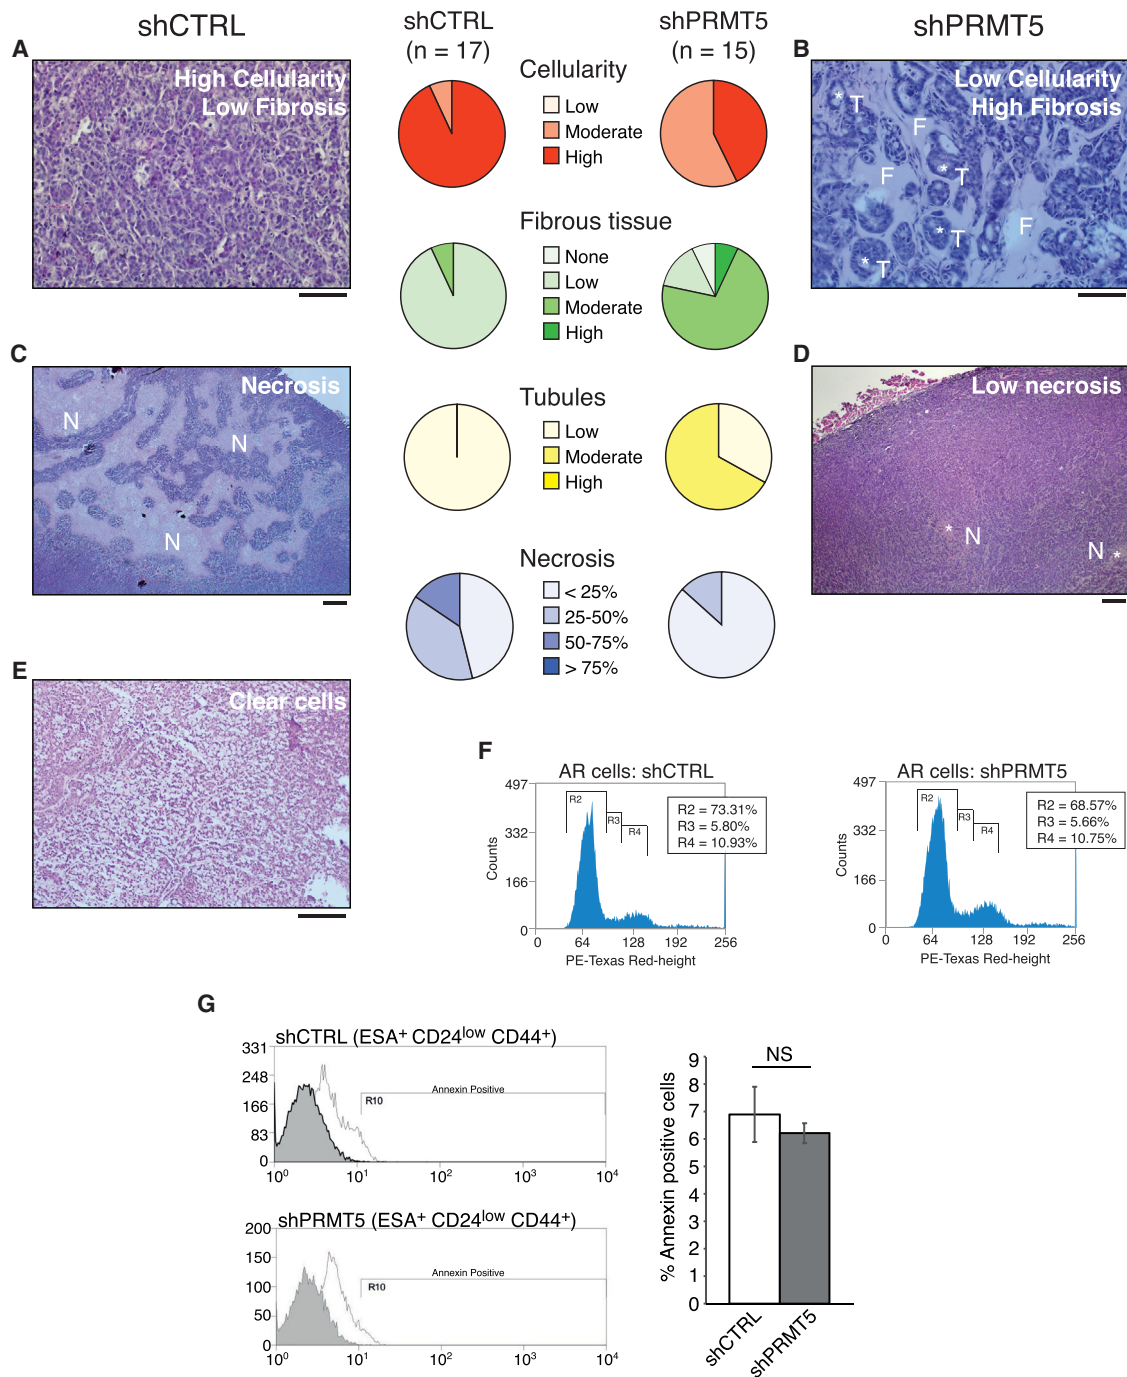 shCTRL
shCTRL
(n = 17)
shPRMT5
(n = 15)
shPRMT5
A
High Cellularity
Low Fibrosis
Cellularity
Low
Moderate
High
B
Low Cellularity
High Fibrosis
* T
F
F
* T
* T
F
* T
Fibrous tissue
None
Low
Moderate
High
C
Necrosis
N
N
N
Tubules
Low
Moderate
High
D
Low necrosis
* N
N *
Necrosis
< 25%
25-50%
50-75%
> 75%
E
Clear cells
F
AR cells: shCTRL
497
332
166
0
Counts
R2
R3
R4
R2 = 73.31%
R3 = 5.80%
R4 = 10.93%
0 64 128 192 256
PE-Texas Red-height
AR cells: shPRMT5
497
332
166
0
Counts
R2
R3
R4
R2 = 68.57%
R3 = 5.66%
R4 = 10.75%
0 64 128 192 256
PE-Texas Red-height
G
shCTRL (ESA⁺ CD24ˡᵒʷ CD44⁺)
331
248
166
83
0
Annexin Positive
R10
10⁰ 10¹ 10² 10³ 10⁴
shPRMT5 (ESA⁺ CD24ˡᵒʷ CD44⁺)
200
150
100
50
0
Annexin Positive
R10
10⁰ 10¹ 10² 10³ 10⁴
% Annexin positive cells
9
8
7
6
5
4
3
2
1
0
NS
shCTRL
shPRMT5